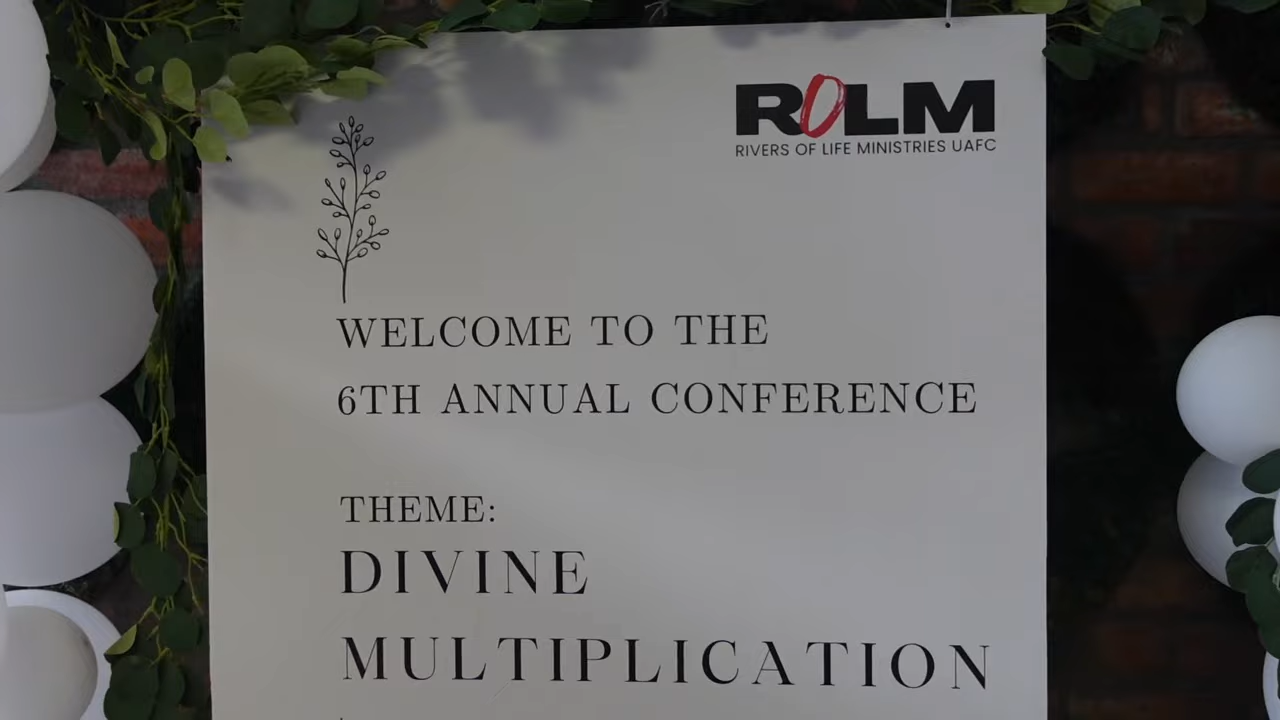 ROLM
RIVERS OF LIFE MINISTRIES UAFC
WELCOME TO THE
6TH ANNUAL CONFERENCE
THEME:
DIVINE
MULTIPLICATION